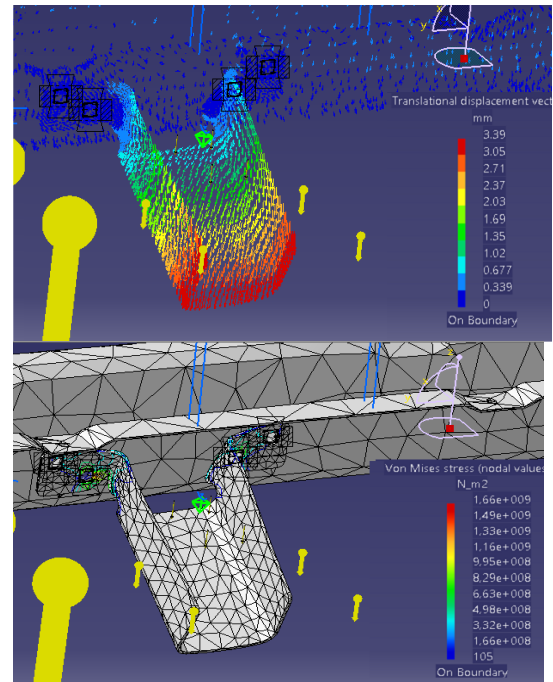 x
y
Translational displacement vect
mm
3.39
3.05
2.71
2.37
2.03
1.69
1.35
1.02
0.677
0.339
0
On Boundary
Von Mises stress (nodal values
N_m2
1,66e+009
1,49e+009
1,33e+009
1,16e+009
9,95e+008
8,29e+008
6,63e+008
4,98e+008
3,32e+008
1,66e+008
105
On Boundary